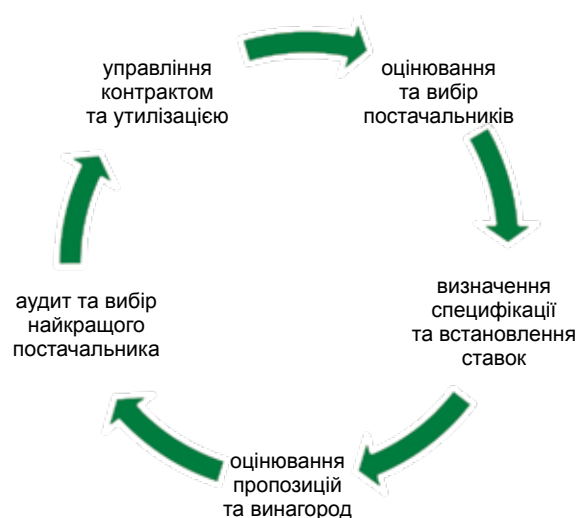 управління
контрактом
та утилізацією
оцінювання
та вибір
постачальників
визначення
специфікації
та встановлення
ставок
оцінювання
пропозицій
та винагород
аудит та вибір
найкращого
постачальника